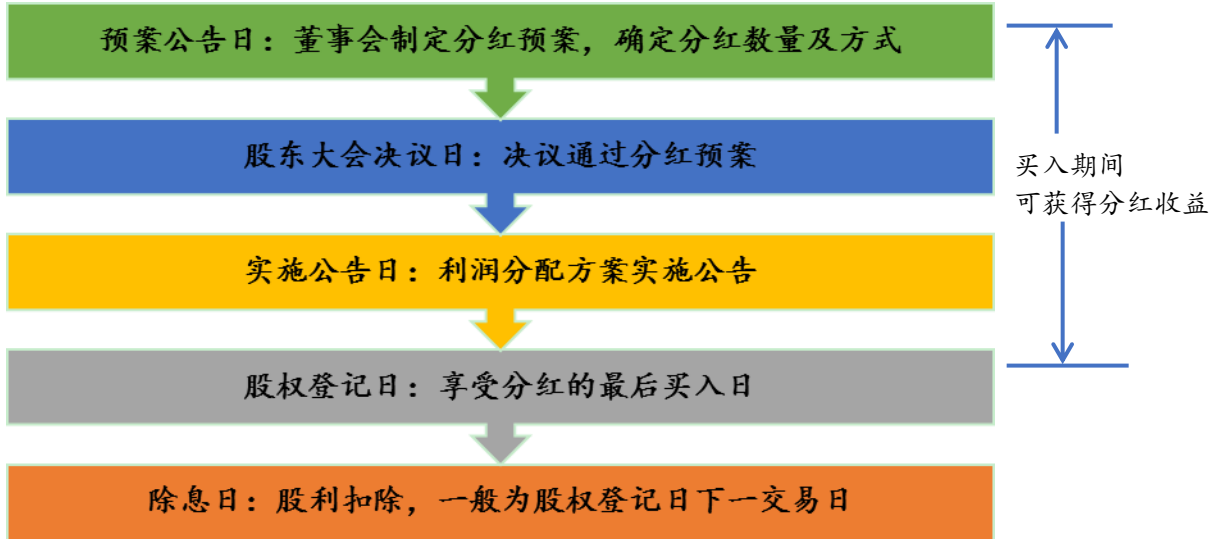 预案公告日：董事会制定分红预案，确定分红数量及方式
股东大会决议日：决议通过分红预案
买入期间
可获得分红收益
实施公告日：利润分配方案实施公告
股权登记日：享受分红的最后买入日
除息日：股利扣除，一般为股权登记日下一交易日